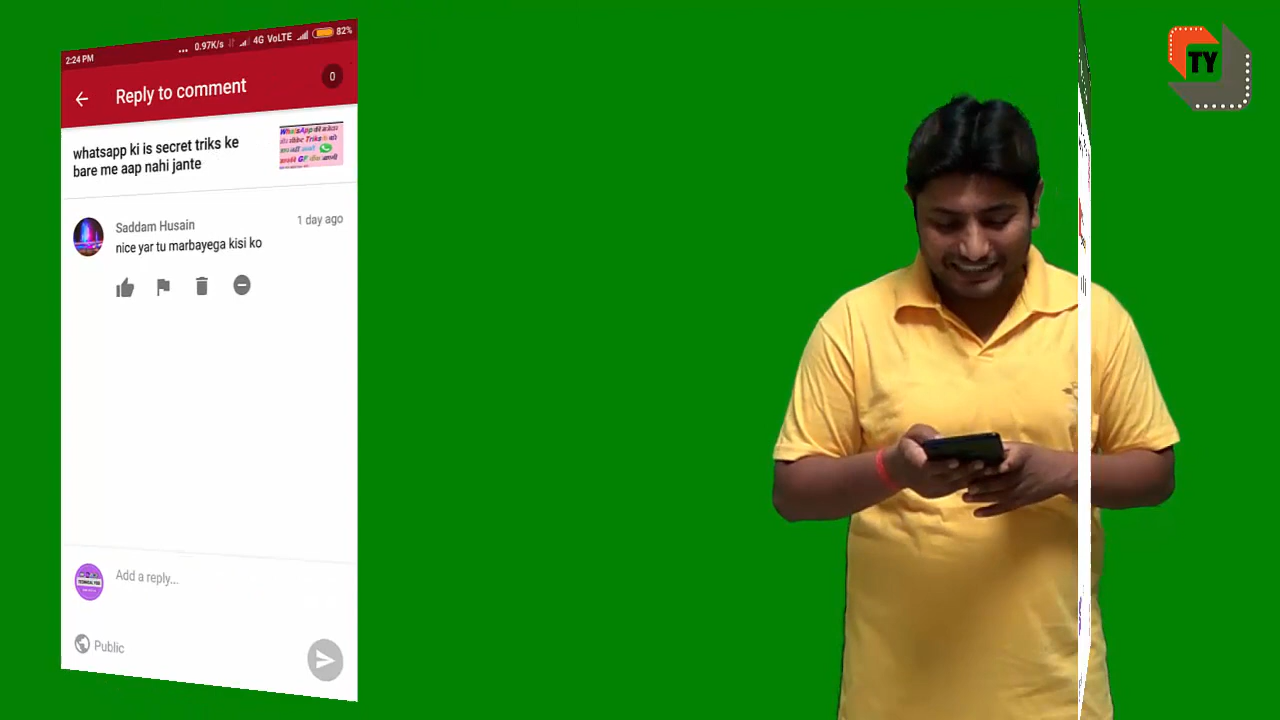 2:24 PM
... 0.97K/s 4G VoLTE 82%
Reply to comment
0
whatsapp ki is secret triks ke
bare me aap nahi jante
Saddam Husain
1 day ago
nice yar tu marbayega kisi ko
Add a reply...
Public
TY